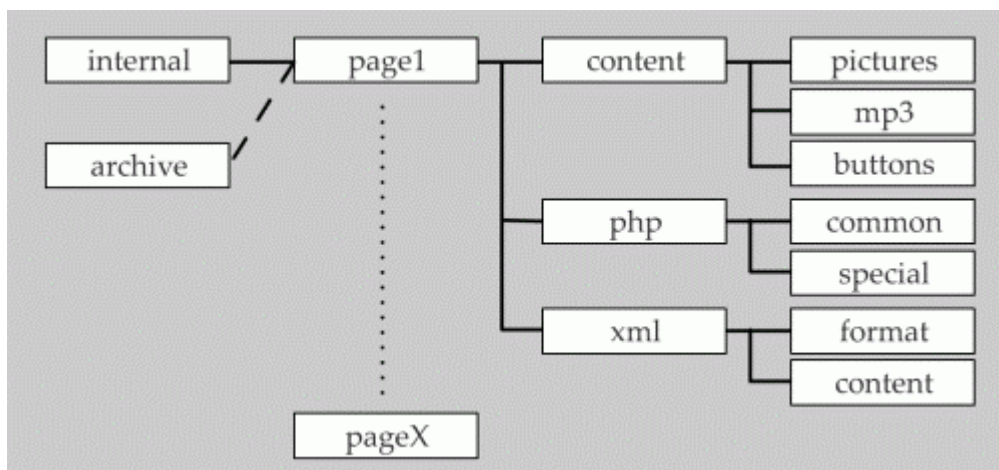 internal
page1
content
pictures
mp3
archive
buttons
php
common
special
xml
format
content
pageX